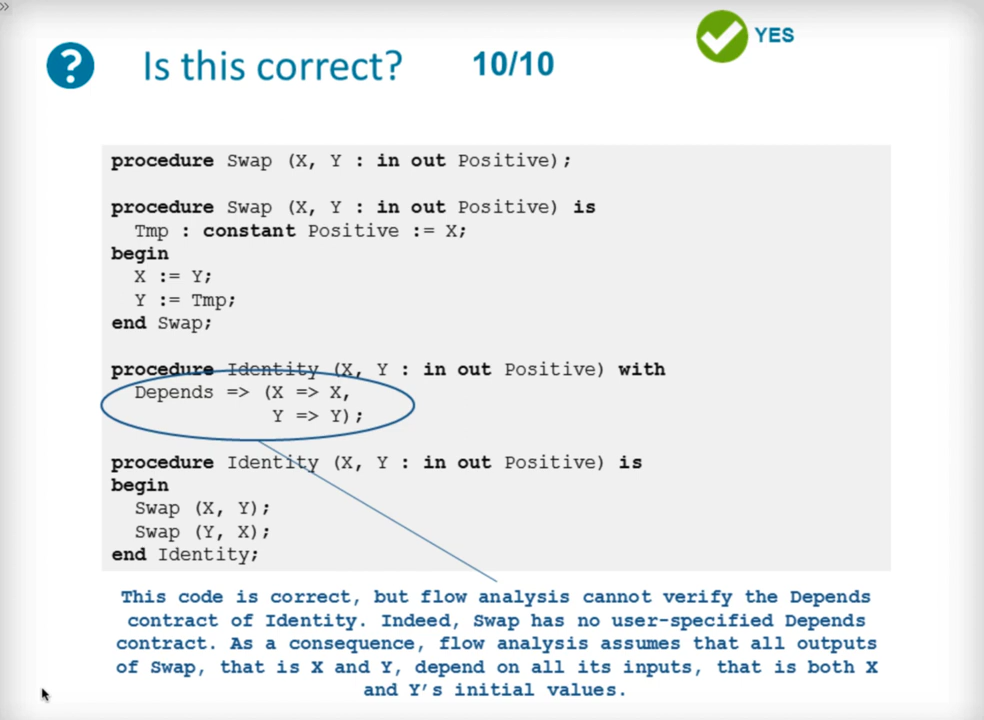 »
YES
? Is this correct? 10/10
procedure Swap (X, Y : in out Positive);
procedure Swap (X, Y : in out Positive) is
Tmp : constant Positive := X;
begin
X := Y;
Y := Tmp;
end Swap;
procedure Identity (X, Y : in out Positive) with
Depends => (X => X,
Y => Y);
procedure Identity (X, Y : in out Positive) is
begin
Swap (X, Y);
Swap (Y, X);
end Identity;
This code is correct, but flow analysis cannot verify the Depends
contract of Identity. Indeed, Swap has no user-specified Depends
contract. As a consequence, flow analysis assumes that all outputs
of Swap, that is X and Y, depend on all its inputs, that is both X
and Y's initial values.